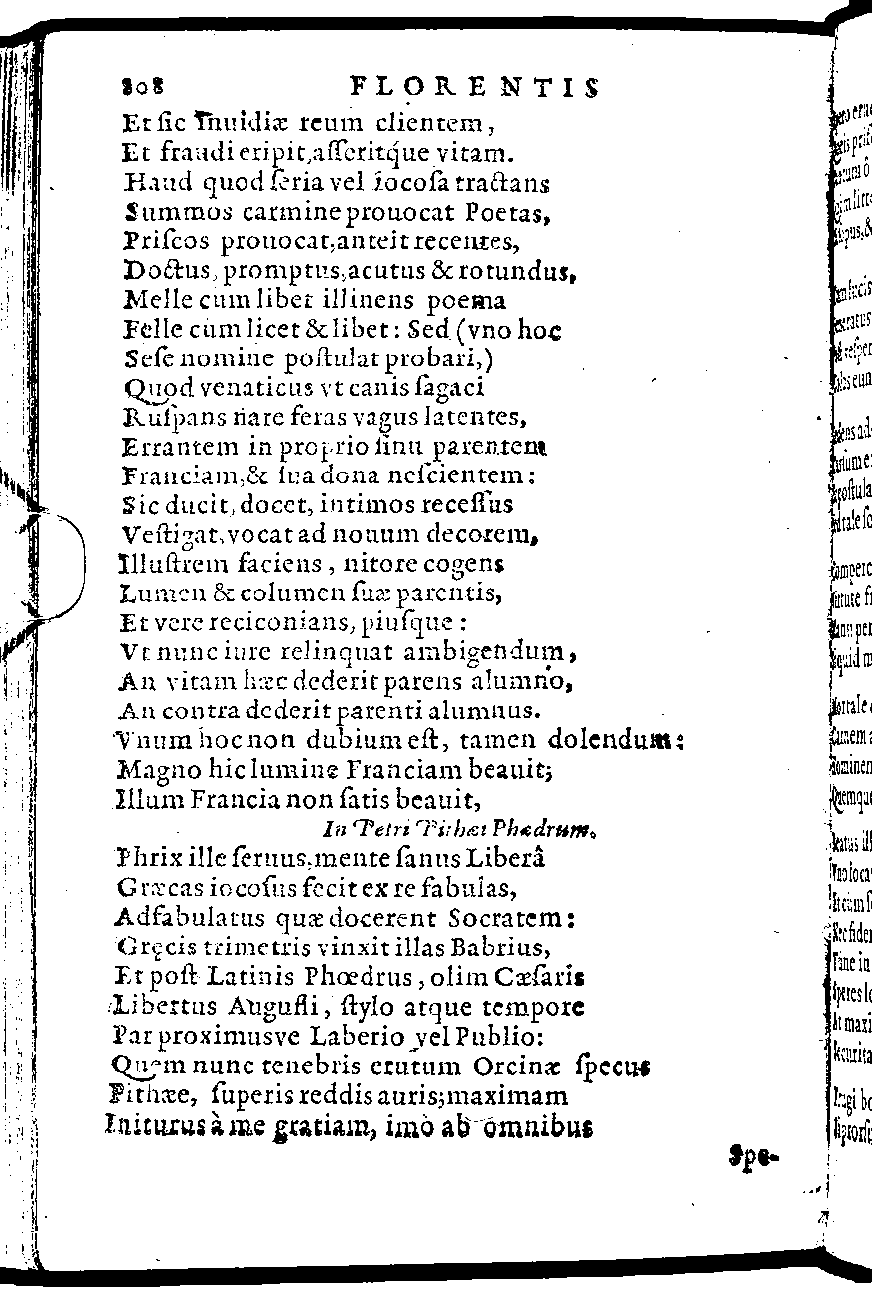 808 FLORENTIS
Et ſic Inuidiæ reum clientem,
Et fraudi eripit, aſſeritq́ue vitam.
Haud quod ſeria vel iocoſa tractans
Summos carmine prouocat Poetas,
Priſcos prouocat, anteit recentes,
Doctus, promptus, acutus & rotundus,
Melle cum libet illinens poema
Felle cùm licet & libet: Sed (vno hoc
Seſe nomine poſtulat probari,)
Quod venaticus vt canis ſagaci
Ruſpans nare feras vagus latentes,
Errantem in proprio ſinu parentem
Franciam, & ſua dona neſcientem:
Sic ducit, docet, intimos receſſus
Veſtigat, vocat ad nouum decorem,
Illuſtrem faciens, nitore cogens
Lumen & columen ſuæ parentis,
Et vere reciconians, piuſque:
Vt nunc iure relinquat ambigendum,
An vitam hæc dederit parens alumno,
An contra dederit parenti alumnus.
Vnum hoc non dubium eſt, tamen dolendum:
Magno hic lumine Franciam beauit;
Illum Francia non ſatis beauit,
In Petri Pithæi Phædrum.
Phrix ille ſeruus, mente ſanus Liberâ
Græcas iocoſus fecit ex re fabulas,
Adfabulatus quæ docerent Socratem:
Gręcis trimetris vinxit illas Babrius,
Et poſt Latinis Phœdrus, olim Cæſaris
Libertus Auguſti, ſtylo atque tempore
Par proximusve Laberio vel Publio:
Quem nunc tenebris erutum Orcinæ ſpecus
Pithæe, ſuperis reddis auris; maximam
Initurus à me gratiam, imò ab omnibus
Spe-